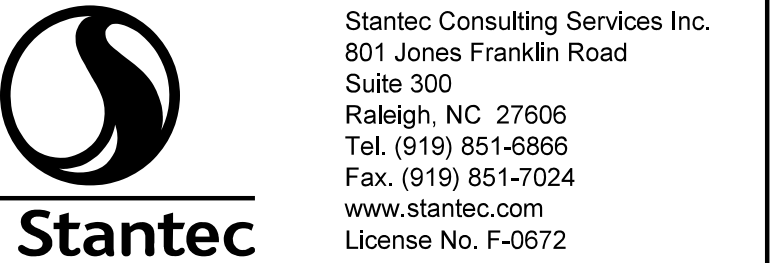 Stantec
Stantec Consulting Services Inc.
801 Jones Franklin Road
Suite 300
Raleigh, NC  27606
Tel. (919) 851-6866
Fax. (919) 851-7024
www.stantec.com
License No. F-0672